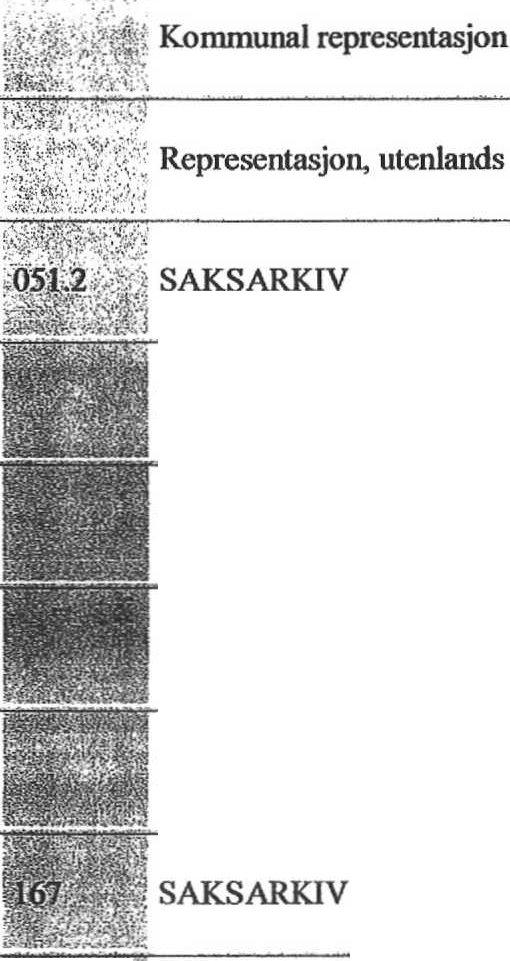 Kommunal representasjon
Representasjon, utenlands
051.2 SAKSARKIV
167 SAKSARKIV